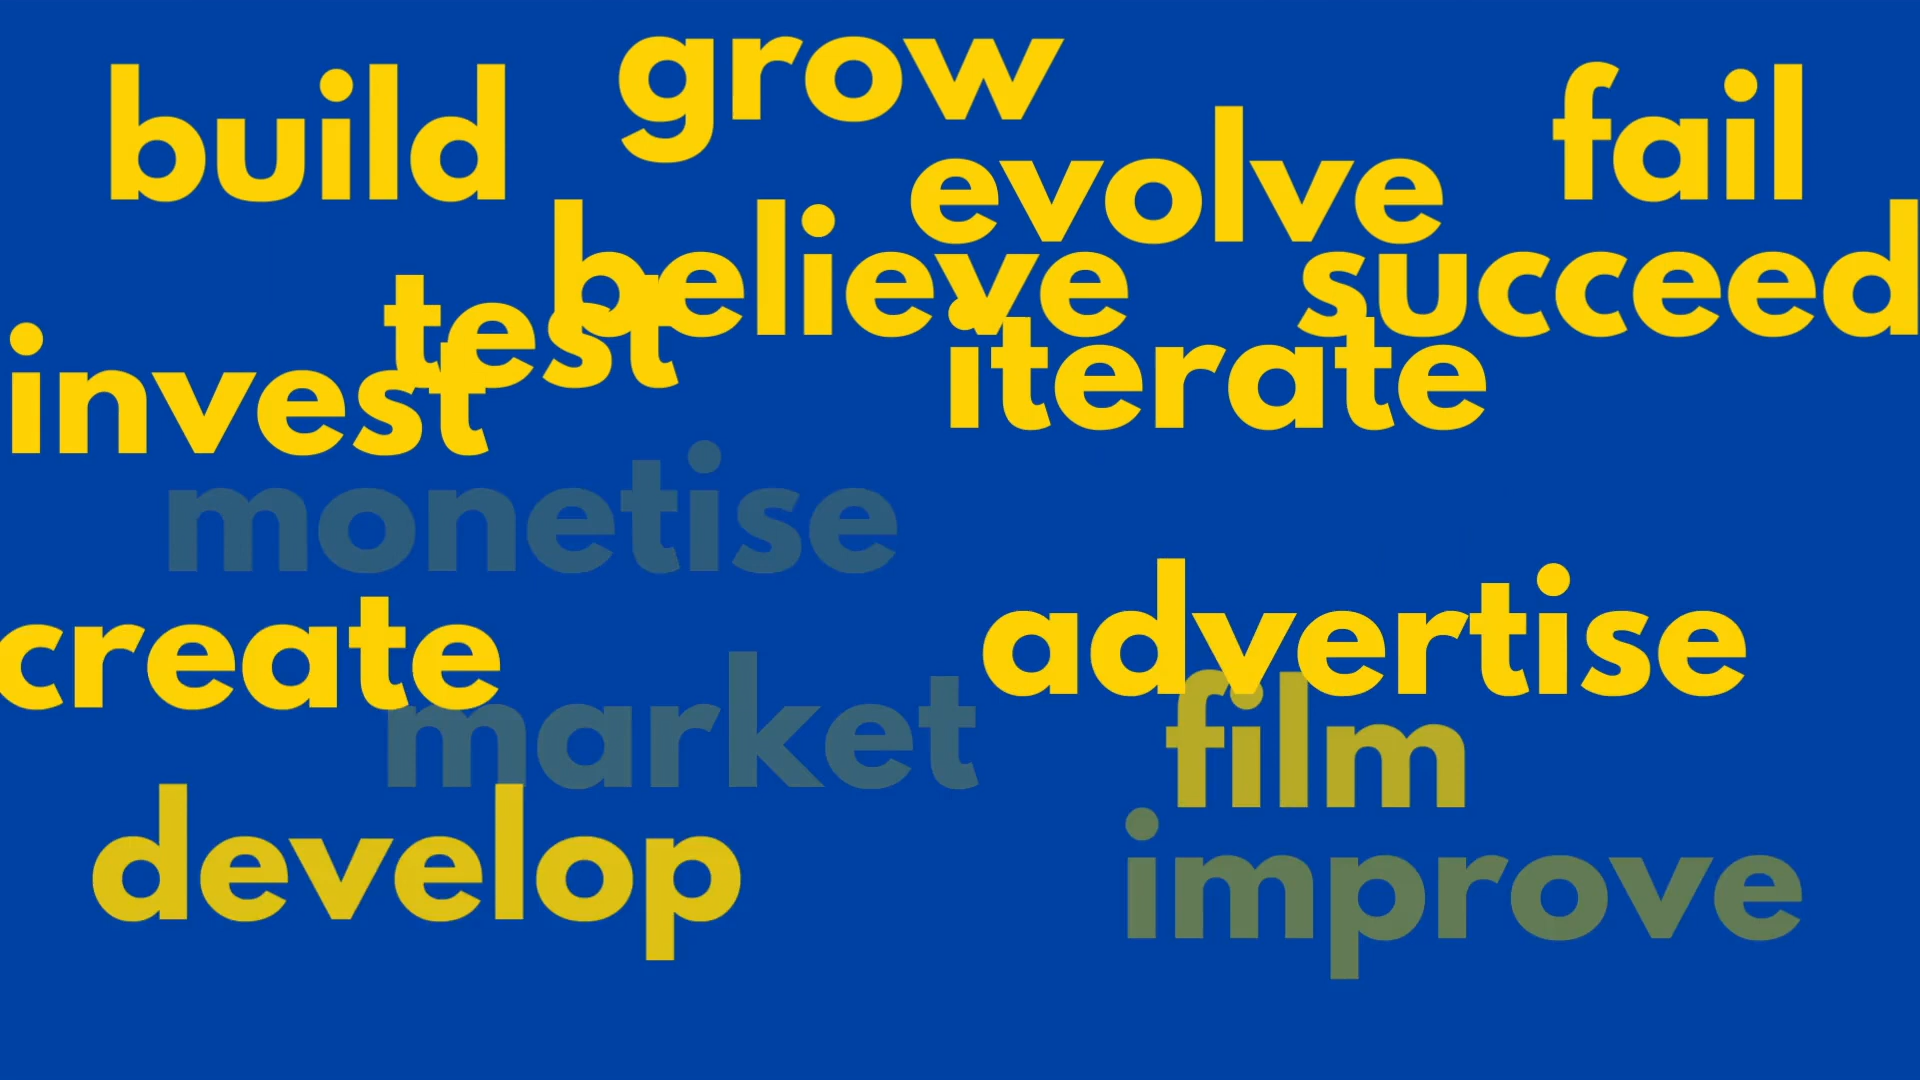 grow
build
fail
evolve
believe
succeed
test
iterate
invest
monetise
advertise
create
market
film
develop
improve